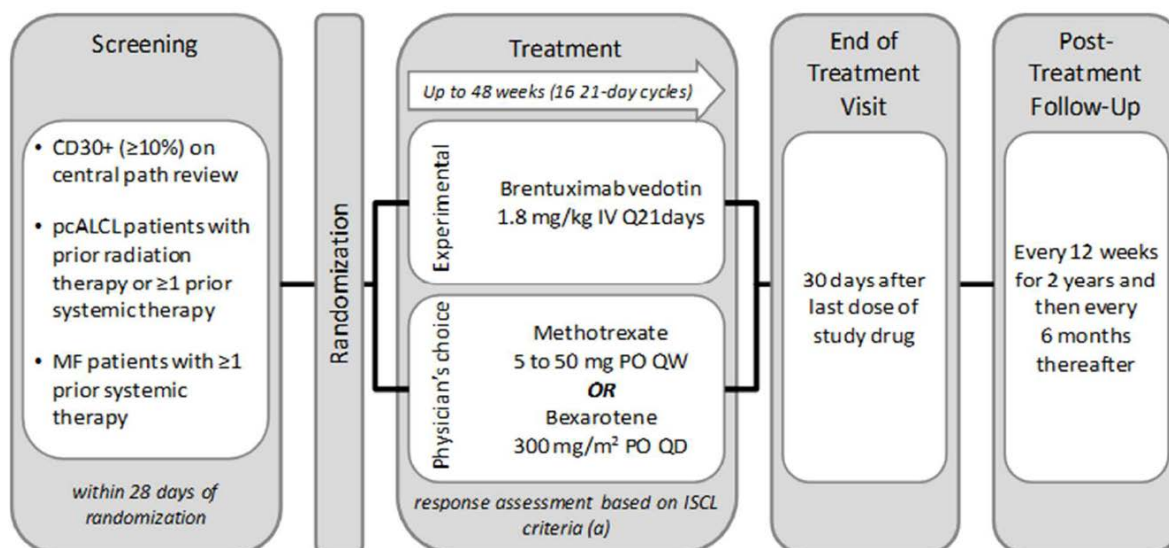 Screening
• CD30+ (≥10%) on
central path review
• pcALCL patients with
prior radiation
therapy or ≥1 prior
systemic therapy
• MF patients with ≥1
prior systemic
therapy
within 28 days of
randomization
Randomization
Treatment
Up to 48 weeks (16 21-day cycles)
Experimental
Brentuximab vedotin
1.8 mg/kg IV Q21days
Physician's choice
Methotrexate
5 to 50 mg PO QW
OR
Bexarotene
300 mg/m² PO QD
response assessment based on ISCL
criteria (a)
End of
Treatment
Visit
30 days after
last dose of
study drug
Post-
Treatment
Follow-Up
Every 12 weeks
for 2 years and
then every
6 months
thereafter